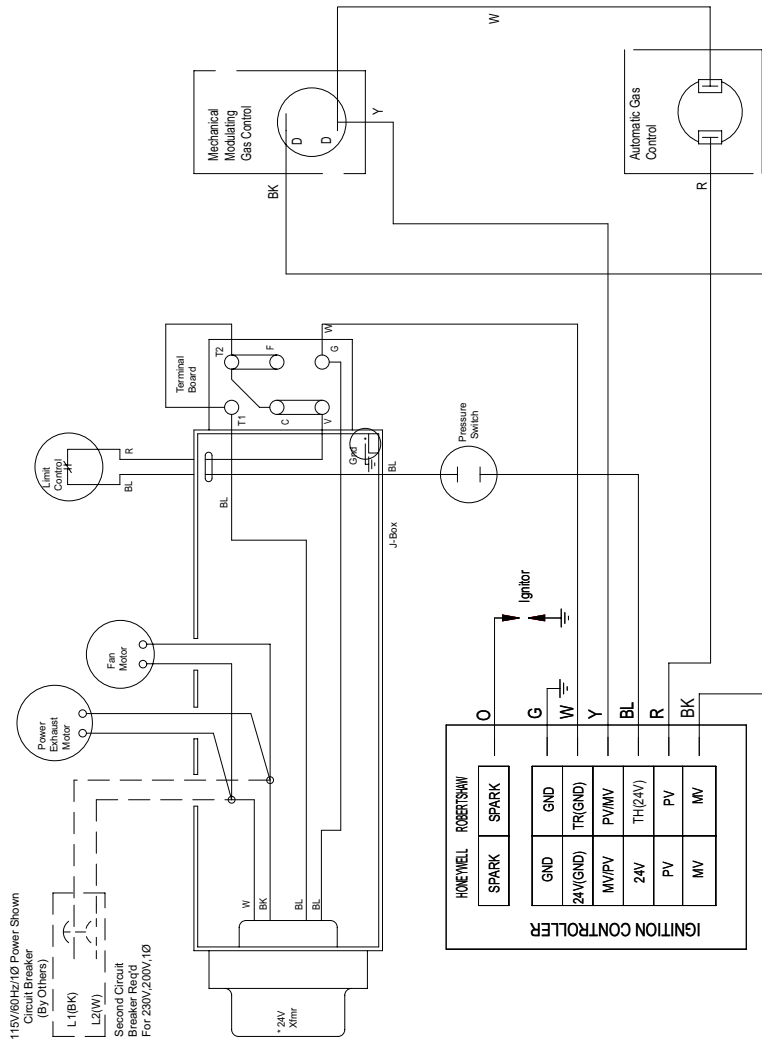 115V/60Hz/1Ø Power Shown
Circuit Breaker
(By Others)
L1(BK)
L2(W)
Second Circuit
Breaker Req'd
For 230V,200V,1Ø
Power
Exhaust
Motor
Fan
Motor
Limit
Control
BL
R
Terminal
Board
T2
F
G
W
T1
C
V
Mechanical
Modulating
Gas Control
D
D
BK
Y
W
Automatic Gas
Control
R
* 24V
Xfmr
W
BK
BL
BL
BL
Gnd
BL
J-Box
Pressure
Switch
Ignitor
IGNITION CONTROLLER
HONEYWELL
ROBERTSHAW
SPARK
SPARK
O
GND
GND
G
24V(GND)
TR(GND)
W
MV/PV
PV/MV
Y
24V
TH(24V)
BL
PV
PV
R
MV
MV
BK